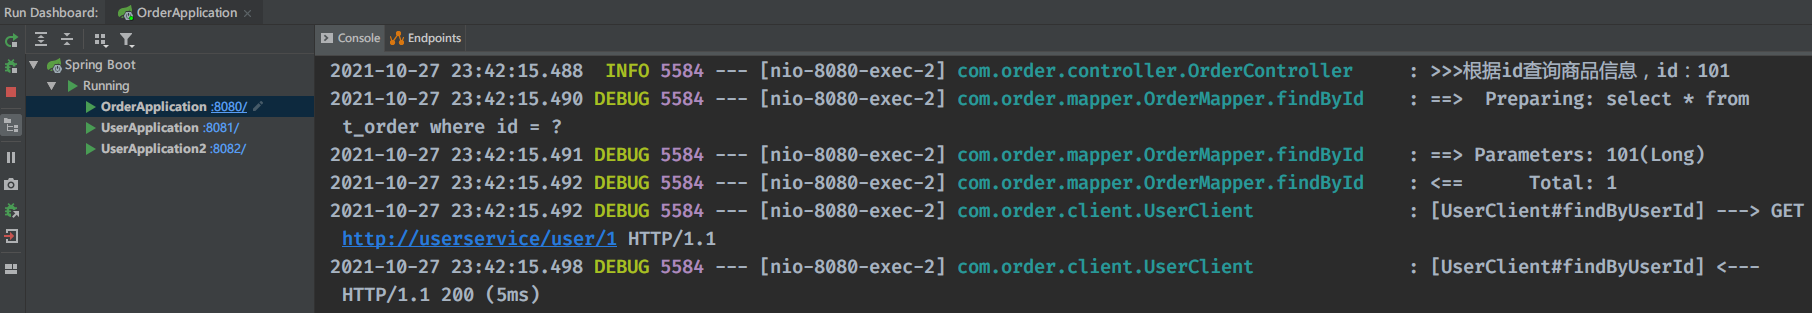 Run Dashboard: OrderApplication
Console Endpoints
Spring Boot
Running
OrderApplication :8080/
UserApplication :8081/
UserApplication2 :8082/
2021-10-27 23:42:15.488  INFO 5584 --- [nio-8080-exec-2] com.order.controller.OrderController     : >>>根据id查询商品信息，id：101
2021-10-27 23:42:15.490 DEBUG 5584 --- [nio-8080-exec-2] com.order.mapper.OrderMapper.findById    : ==>  Preparing: select * from
t_order where id = ?
2021-10-27 23:42:15.491 DEBUG 5584 --- [nio-8080-exec-2] com.order.mapper.OrderMapper.findById    : ==> Parameters: 101(Long)
2021-10-27 23:42:15.492 DEBUG 5584 --- [nio-8080-exec-2] com.order.mapper.OrderMapper.findById    : <==      Total: 1
2021-10-27 23:42:15.492 DEBUG 5584 --- [nio-8080-exec-2] com.order.client.UserClient              : [UserClient#findByUserId] ---> GET
http://userservice/user/1 HTTP/1.1
2021-10-27 23:42:15.498 DEBUG 5584 --- [nio-8080-exec-2] com.order.client.UserClient              : [UserClient#findByUserId] <---
HTTP/1.1 200 (5ms)